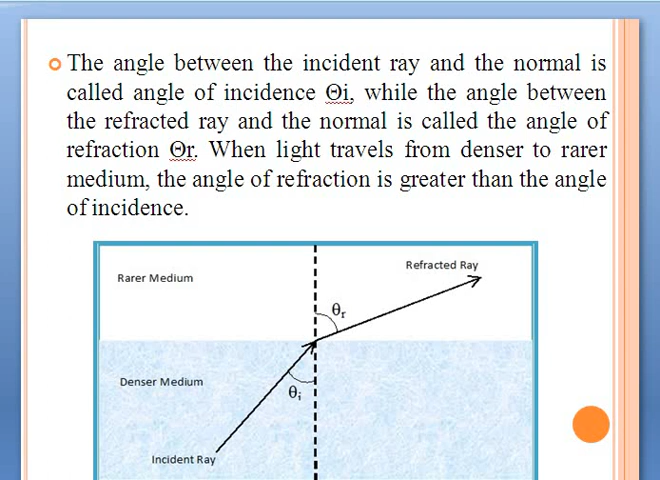 The angle between the incident ray and the normal is
called angle of incidence Θi, while the angle between
the refracted ray and the normal is called the angle of
refraction Θr. When light travels from denser to rarer
medium, the angle of refraction is greater than the angle
of incidence.
Refracted Ray
Rarer Medium
θr
Denser Medium
θi
Incident Ray